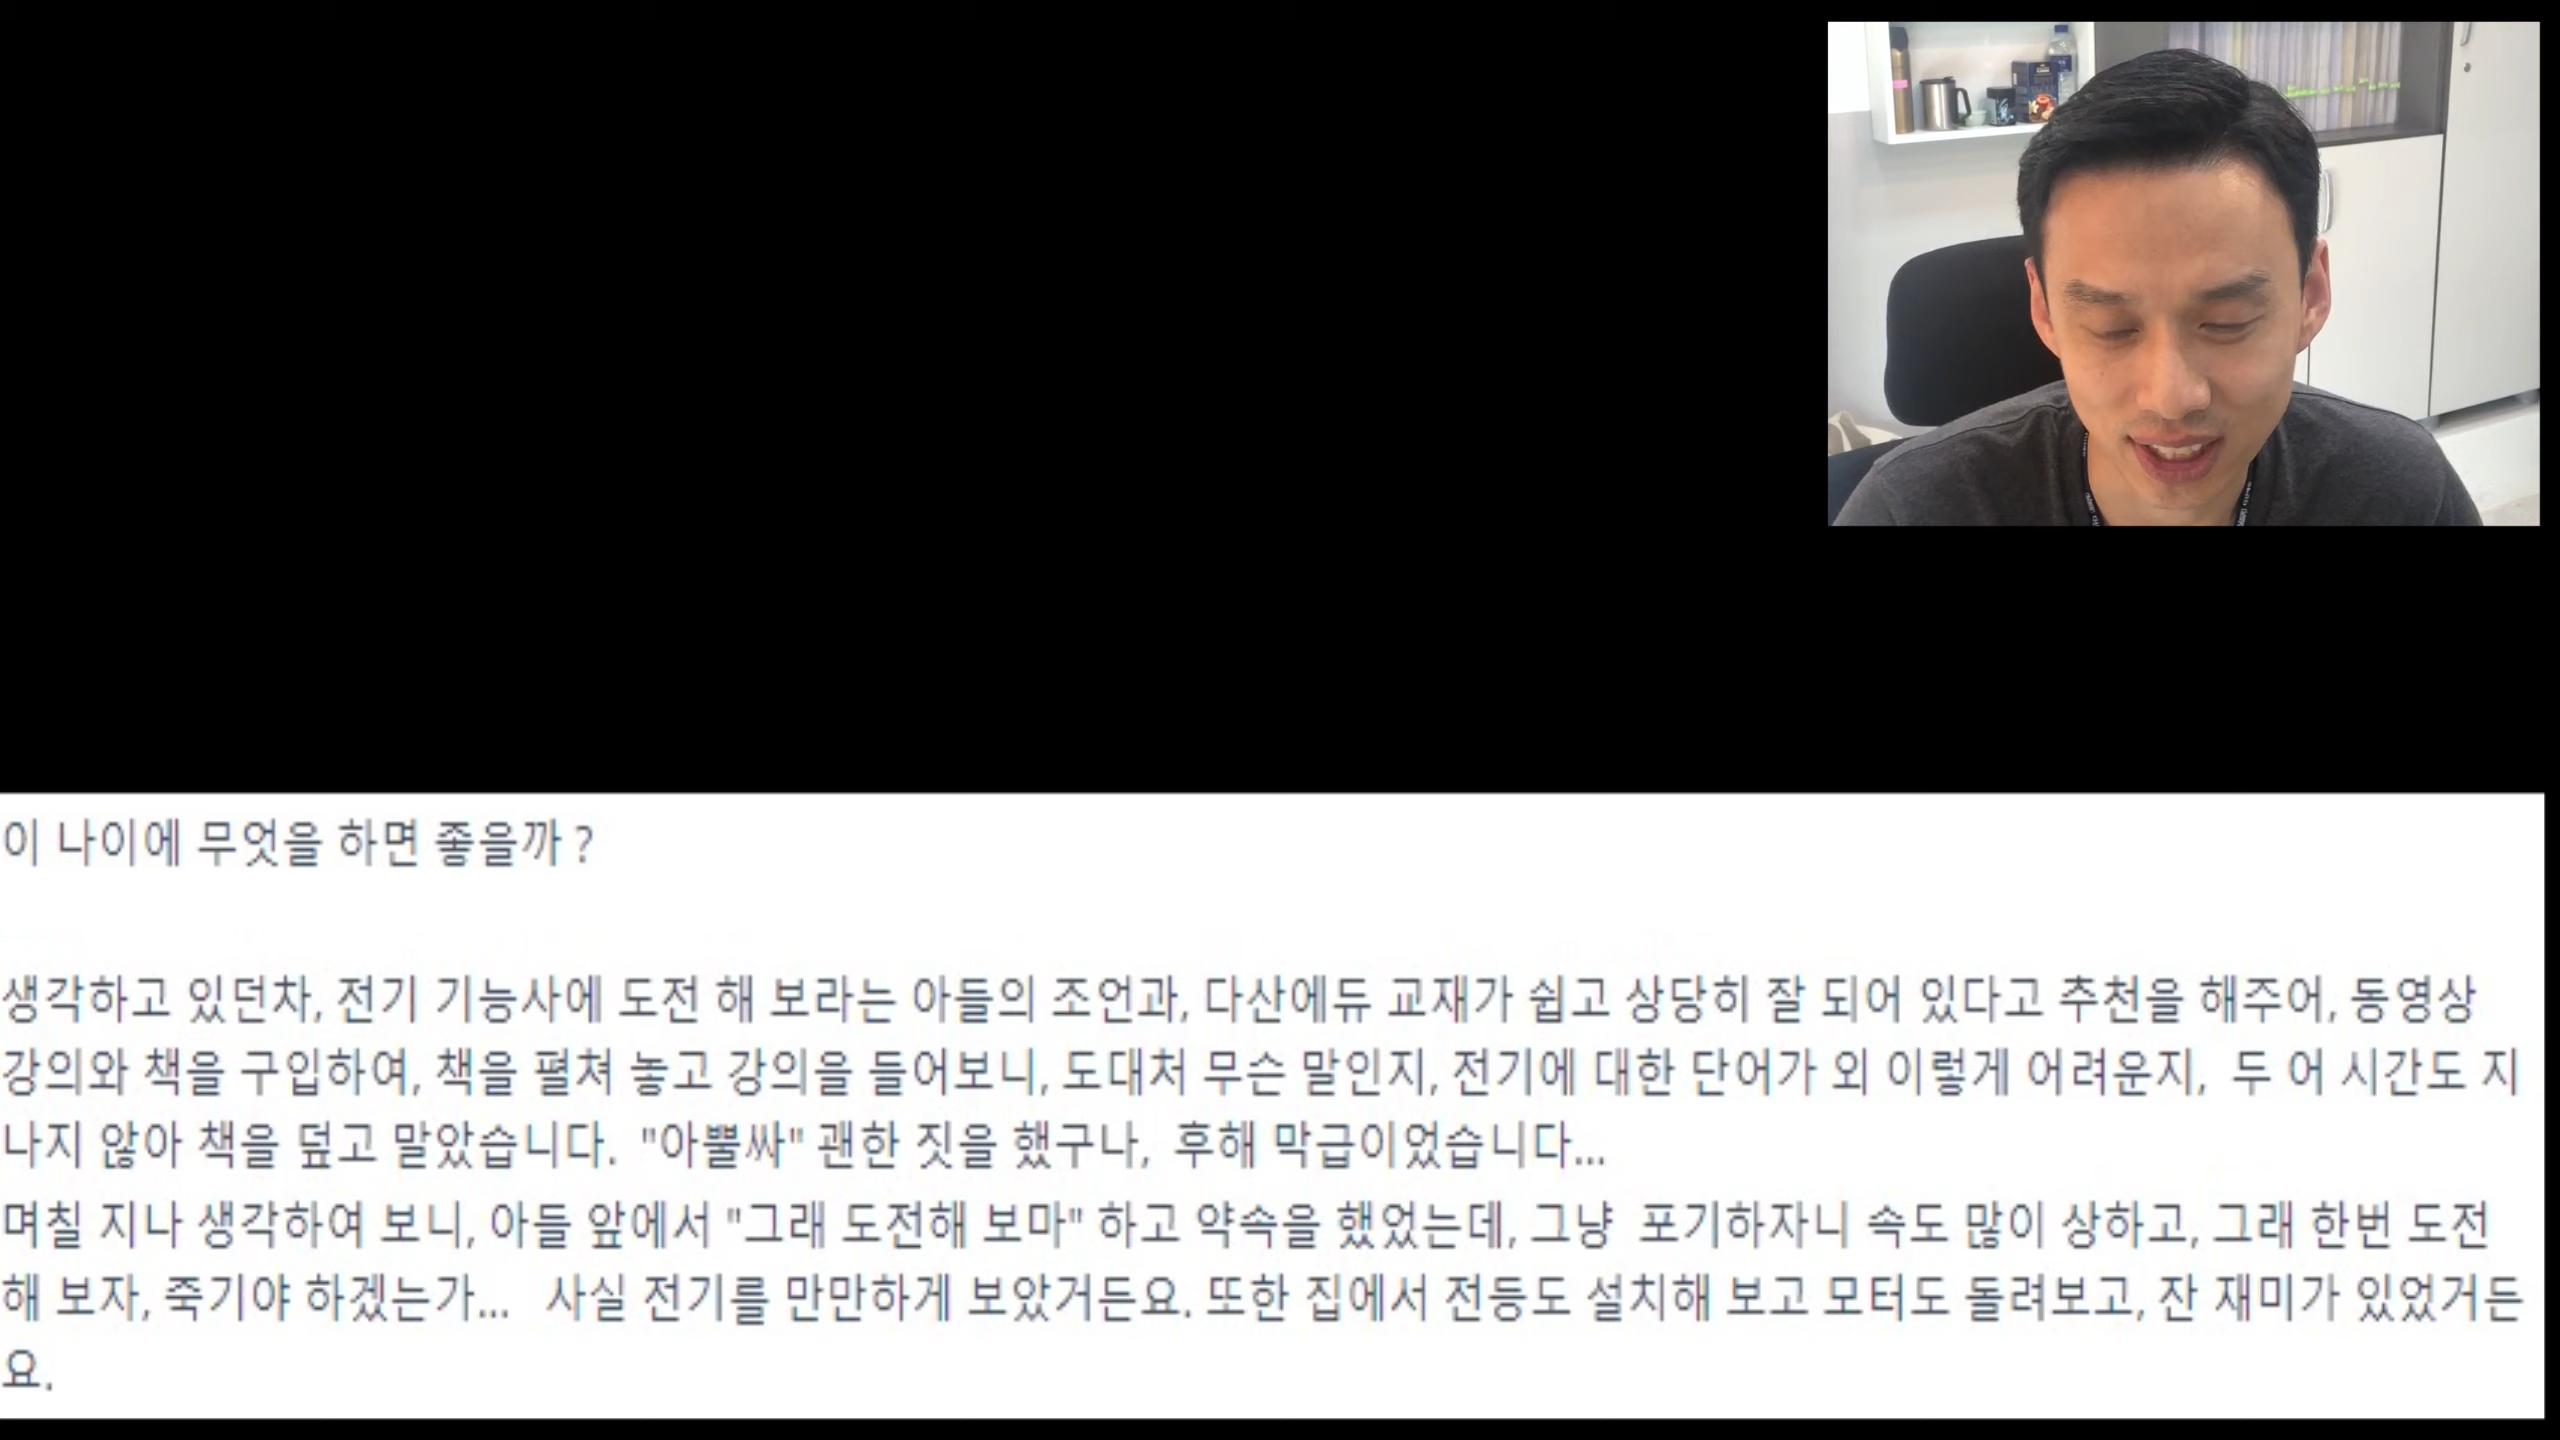 이 나이에 무엇을 하면 좋을까 ?
생각하고 있던차, 전기 기능사에 도전 해 보라는 아들의 조언과, 다산에듀 교재가 쉽고 상당히 잘 되어 있다고 추천을 해주어, 동영상
강의와 책을 구입하여, 책을 펼쳐 놓고 강의을 들어보니, 도대처 무슨 말인지, 전기에 대한 단어가 외 이렇게 어려운지, 두 어 시간도 지
나지 않아 책을 덮고 말았습니다. "아뿔싸" 괜한 짓을 했구나, 후해 막급이었습니다...
며칠 지나 생각하여 보니, 아들 앞에서 "그래 도전해 보마" 하고 약속을 했었는데, 그냥 포기하자니 속도 많이 상하고, 그래 한번 도전
해 보자, 죽기야 하겠는가... 사실 전기를 만만하게 보았거든요. 또한 집에서 전등도 설치해 보고 모터도 돌려보고, 잔 재미가 있었거든
요.